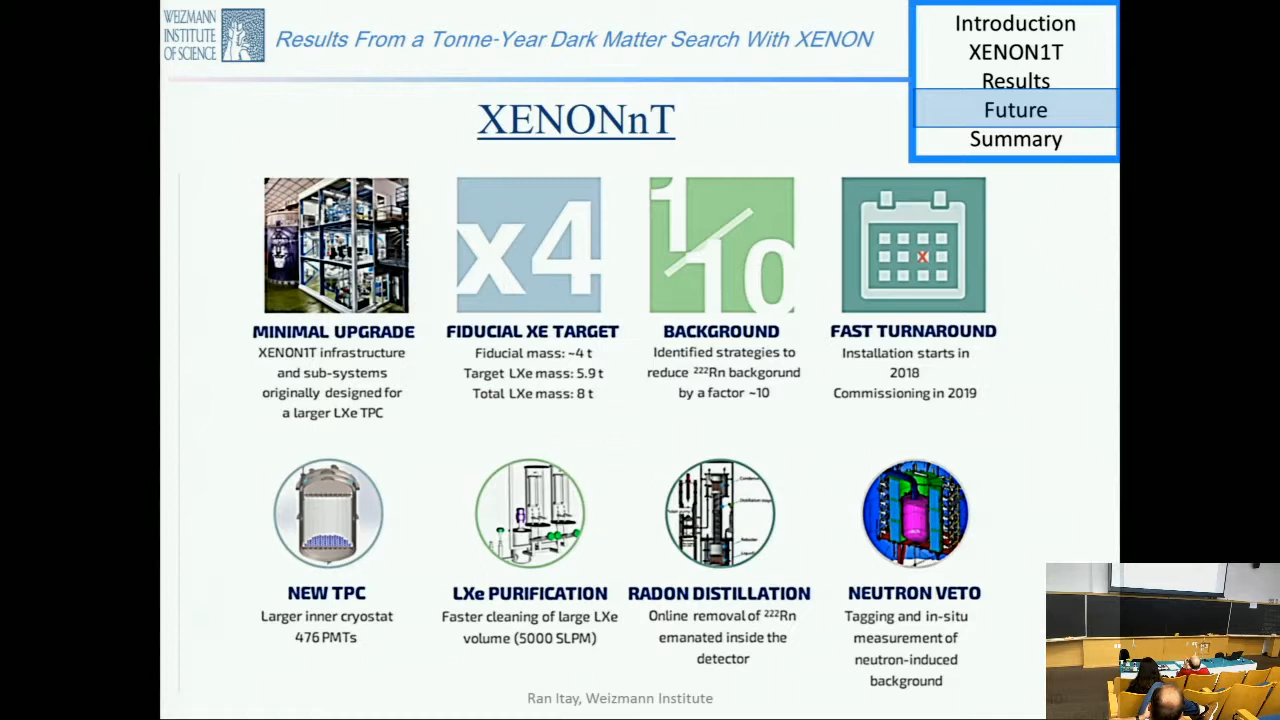 WEIZMANN
INSTITUTE
OF SCIENCE
Results From a Tonne-Year Dark Matter Search With XENON
Introduction
XENON1T
Results
Future
Summary
XENONnT
x4
1/10
x
MINIMAL UPGRADE
XENON1T infrastructure
and sub-systems
originally designed for
a larger LXe TPC
FIDUCIAL XE TARGET
Fiducial mass: ~4 t
Target LXe mass: 5.9 t
Total LXe mass: 8 t
BACKGROUND
Identified strategies to
reduce ²²²Rn backgorund
by a factor ~10
FAST TURNAROUND
Installation starts in
2018
Commissioning in 2019
NEW TPC
Larger inner cryostat
476 PMTs
LXe PURIFICATION
Faster cleaning of large LXe
volume (5000 SLPM)
RADON DISTILLATION
Online removal of ²²²Rn
emanated inside the
detector
NEUTRON VETO
Tagging and in-situ
measurement of
neutron-induced
background
Ran Itay, Weizmann Institute